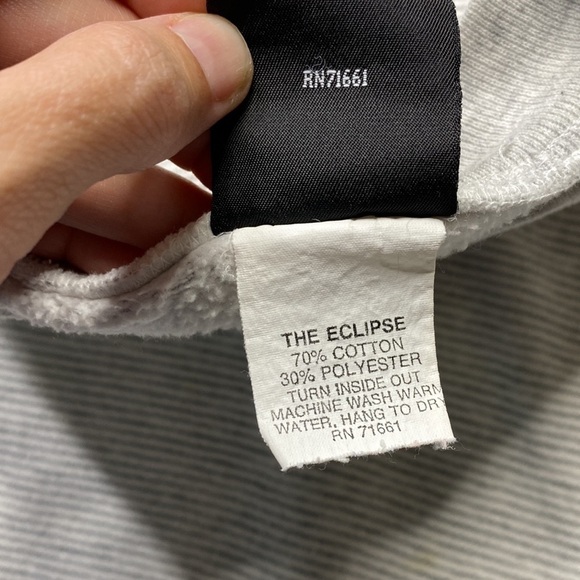 RN71661
THE ECLIPSE
70% COTTON
30% POLYESTER
TURN INSIDE OUT
MACHINE WASH WARM
WATER, HANG TO DRY
RN 71661